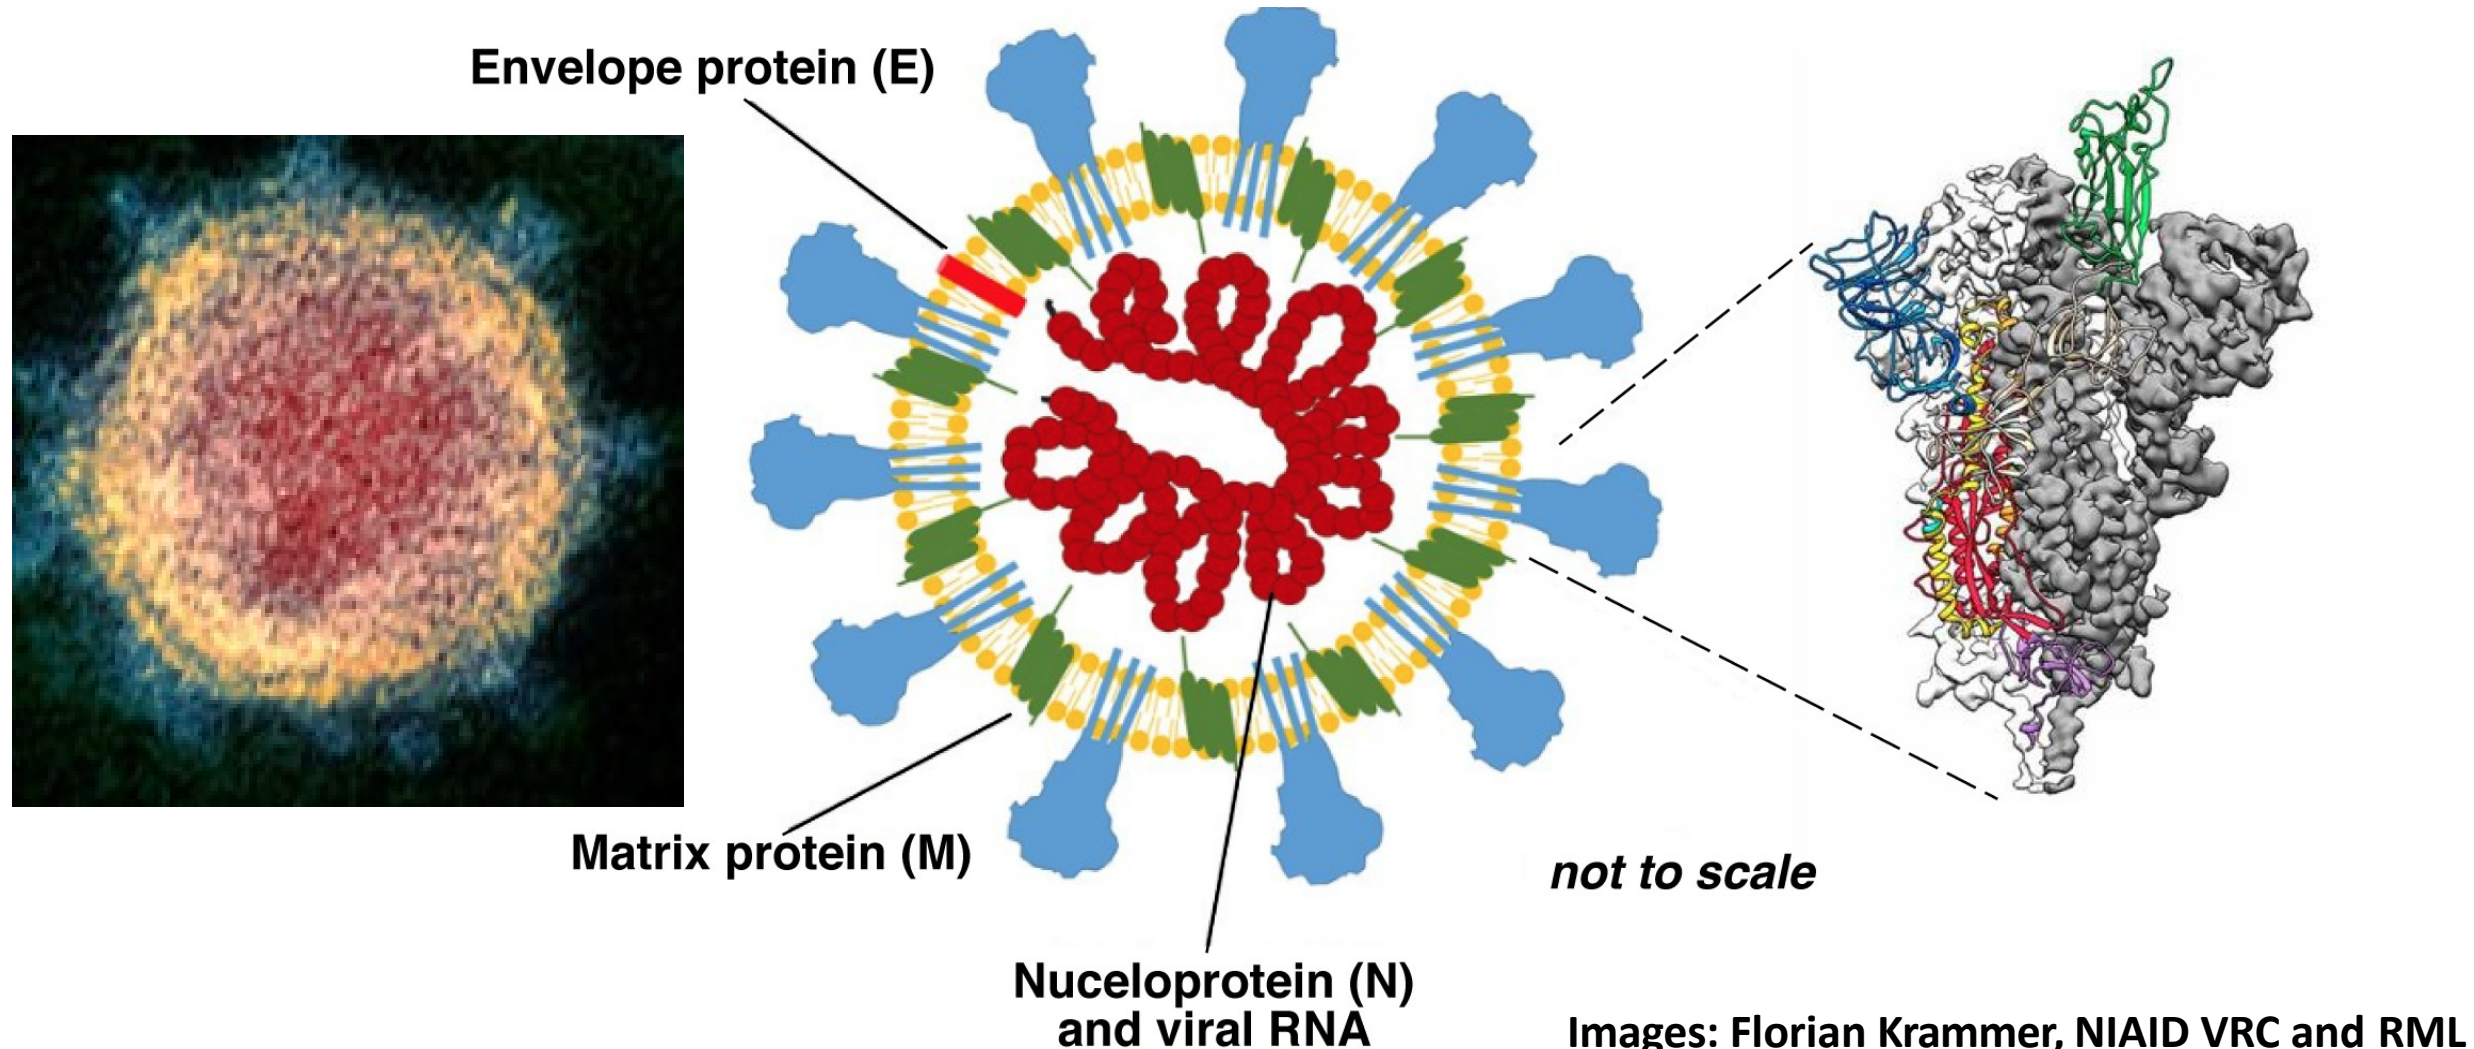 Envelope protein (E)
Matrix protein (M)
not to scale
Nuceloprotein (N)
and viral RNA
Images: Florian Krammer, NIAID VRC and RML